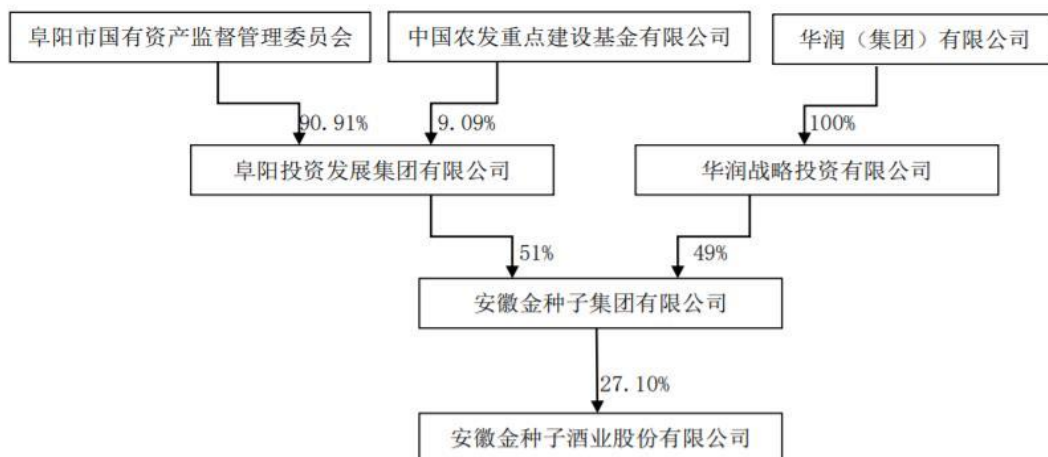 阜阳市国有资产监督管理委员会
中国农发重点建设基金有限公司
华润（集团）有限公司
90.91%
9.09%
100%
阜阳投资发展集团有限公司
华润战略投资有限公司
51%
49%
安徽金种子集团有限公司
27.10%
安徽金种子酒业股份有限公司